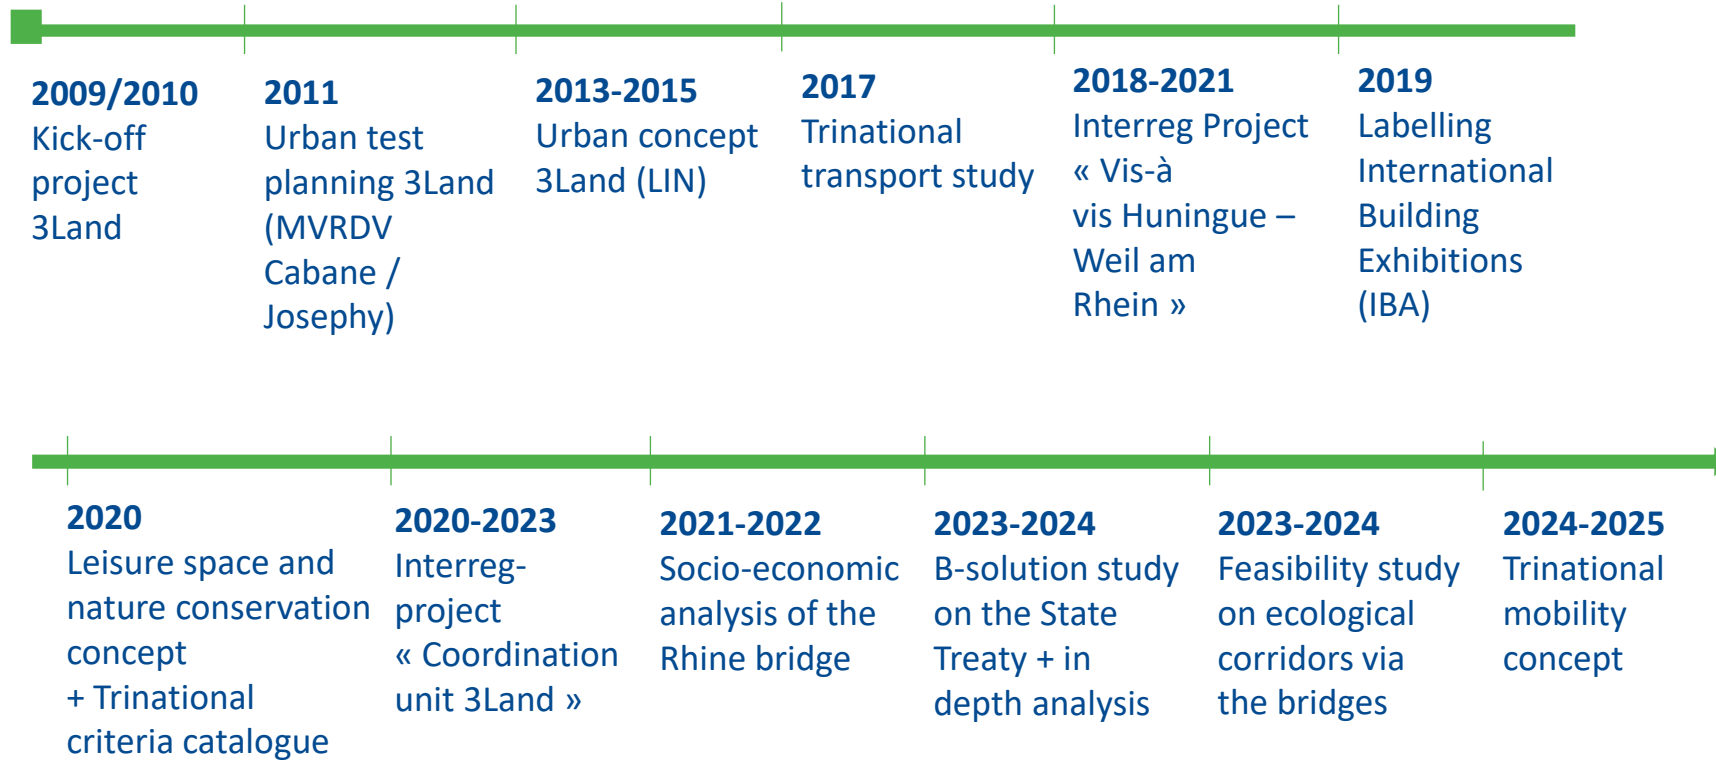 2009/2010
Kick-off
project
3Land
2011
Urban test
planning 3Land
(MVRDV
Cabane /
Josephy)
2013-2015
Urban concept
3Land (LIN)
2017
Trinational
transport study
2018-2021
Interreg Project
« Vis-à
vis Huningue –
Weil am
Rhein »
2019
Labelling
International
Building
Exhibitions
(IBA)
2020
Leisure space and
nature conservation
concept
+ Trinational
criteria catalogue
2020-2023
Interreg-
project
« Coordination
unit 3Land »
2021-2022
Socio-economic
analysis of the
Rhine bridge
2023-2024
B-solution study
on the State
Treaty + in
depth analysis
2023-2024
Feasibility study
on ecological
corridors via
the bridges
2024-2025
Trinational
mobility
concept